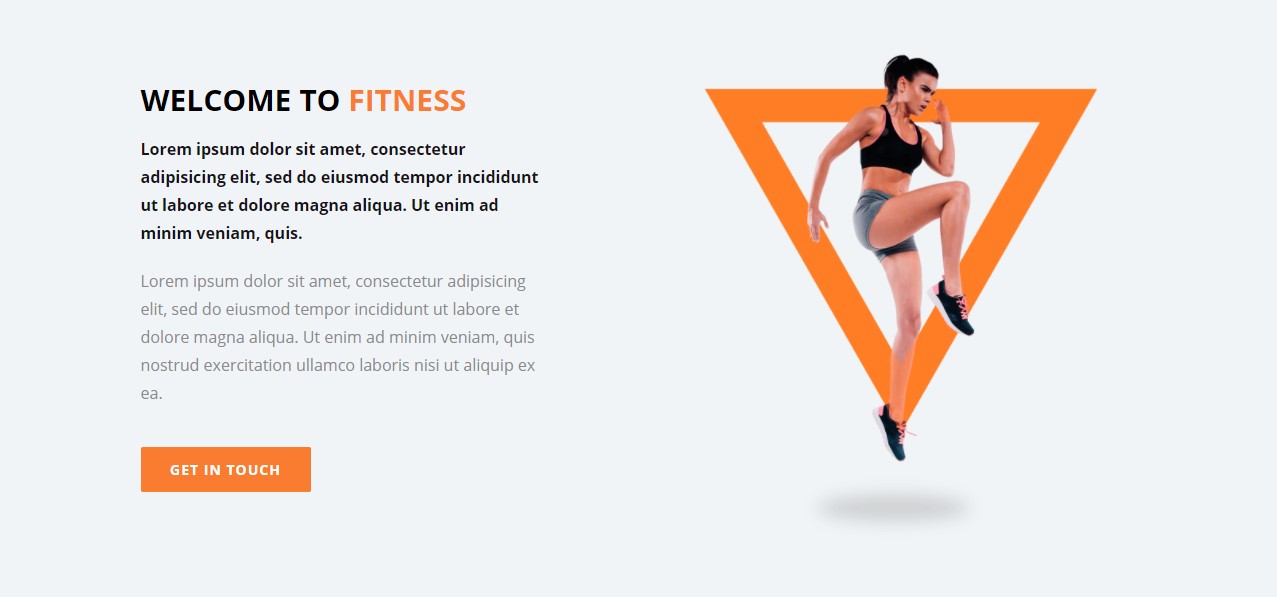 WELCOME TO FITNESS
Lorem ipsum dolor sit amet, consectetur
adipisicing elit, sed do eiusmod tempor incididunt
ut labore et dolore magna aliqua. Ut enim ad
minim veniam, quis.
Lorem ipsum dolor sit amet, consectetur adipisicing
elit, sed do eiusmod tempor incididunt ut labore et
dolore magna aliqua. Ut enim ad minim veniam, quis
nostrud exercitation ullamco laboris nisi ut aliquip ex
ea.
GET IN TOUCH